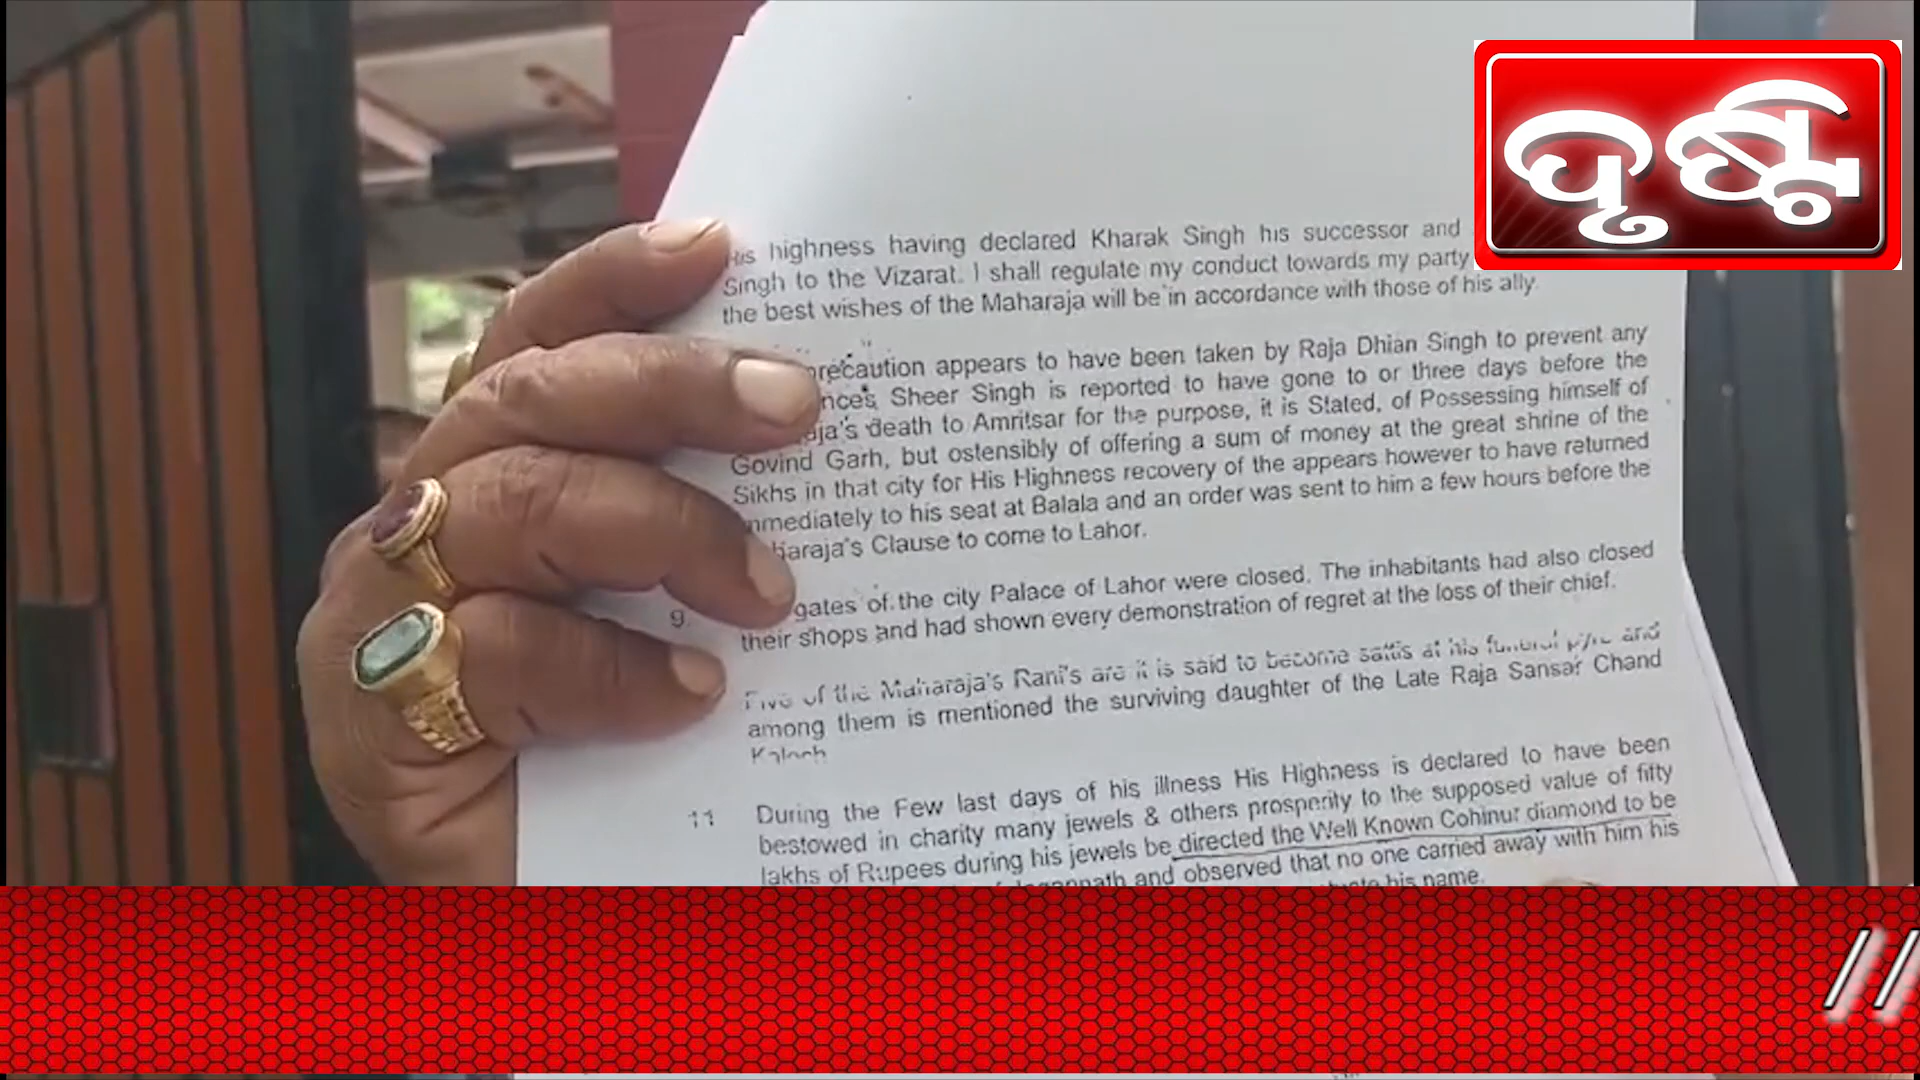 ପୃଷ୍ଠା
His highness having declared Kharak Singh his successor and
Singh to the Vizarat. I shall regulate my conduct towards my party
the best wishes of the Maharaja will be in accordance with those of his ally.
precaution appears to have been taken by Raja Dhian Singh to prevent any
nces, Sheer Singh is reported to have gone to or three days before the
aja's death to Amritsar for the purpose, it is Stated, of Possessing himself of
Govind Garh, but ostensibly of offering a sum of money at the great shrine of the
Sikhs in that city for His Highness recovery of the appears however to have returned
mmediately to his seat at Balala and an order was sent to him a few hours before the
haraja's Clause to come to Lahor.
9. gates of the city Palace of Lahor were closed. The inhabitants had also closed
their shops and had shown every demonstration of regret at the loss of their chief.
Five of the Maharaja's Rani's are it is said to become sattis at his funeral pyre and
among them is mentioned the surviving daughter of the Late Raja Sansar Chand
11 During the Few last days of his illness His Highness is declared to have been
bestowed in charity many jewels & others prosperity to the supposed value of fifty
lakhs of Rupees during his jewels be directed the Well Known Cohinur diamond to be
and observed that no one carried away with him his
his name.
//